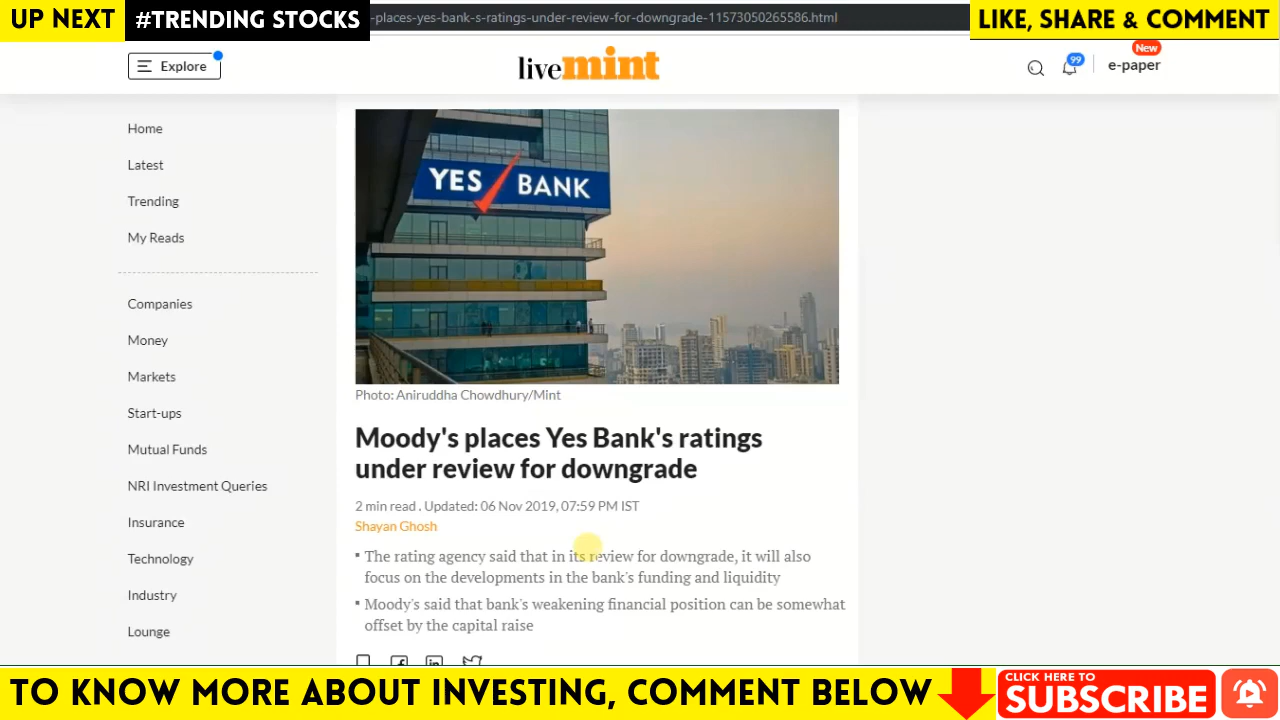 UP NEXT #TRENDING STOCKS
-places-yes-bank-s-ratings-under-review-for-downgrade-11573050265586.html
LIKE, SHARE & COMMENT
Explore
livemint
99
New
e-paper
Home
Latest
Trending
My Reads
Companies
Money
Markets
Start-ups
Mutual Funds
NRI Investment Queries
Insurance
Technology
Industry
Lounge
YES BANK
Photo: Aniruddha Chowdhury/Mint
Moody's places Yes Bank's ratings
under review for downgrade
2 min read . Updated: 06 Nov 2019, 07:59 PM IST
Shayan Ghosh
▪ The rating agency said that in its review for downgrade, it will also
focus on the developments in the bank's funding and liquidity
▪ Moody's said that bank's weakening financial position can be somewhat
offset by the capital raise
TO KNOW MORE ABOUT INVESTING, COMMENT BELOW
CLICK HERE TO
SUBSCRIBE